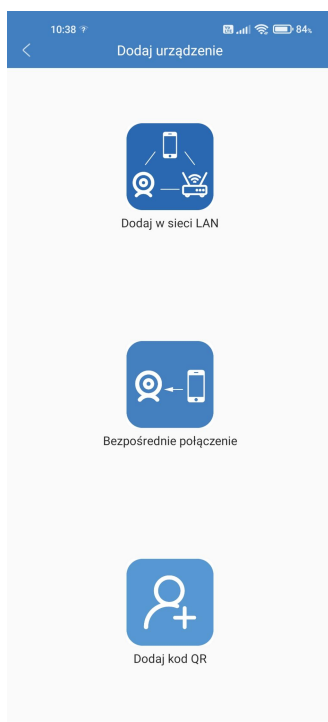 10:38
84%
Dodaj urządzenie
Dodaj w sieci LAN
Bezpośrednie połączenie
Dodaj kod QR